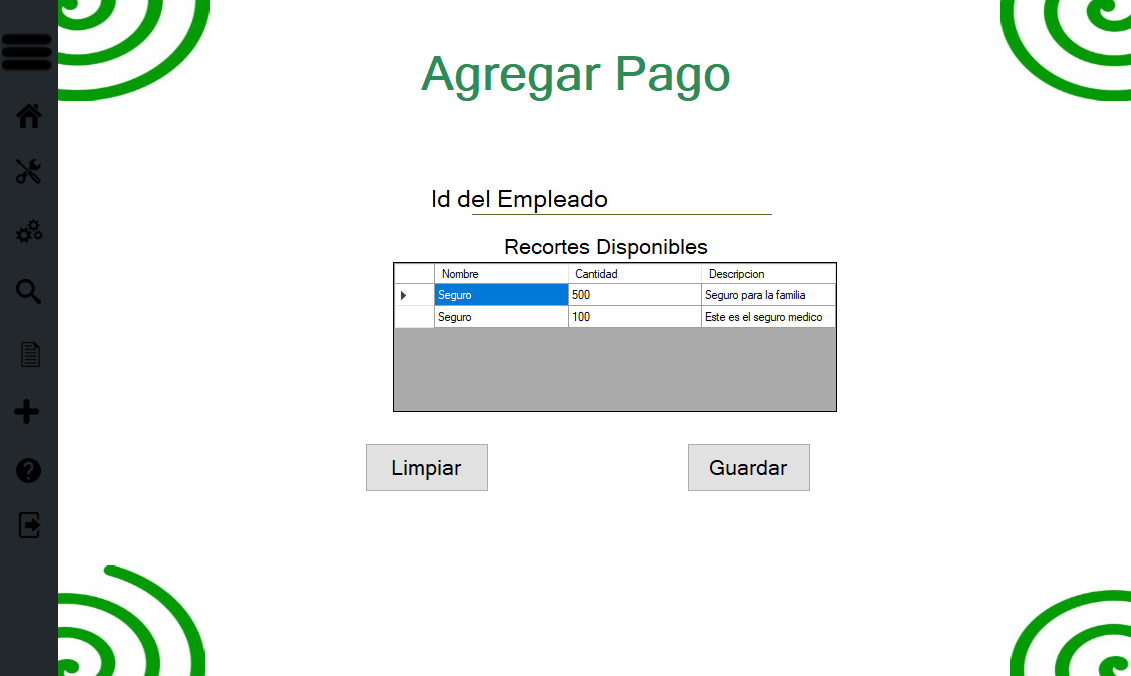 Agregar Pago
Id del Empleado
Recortes Disponibles
Nombre Cantidad Descripcion
Seguro 500 Seguro para la familia
Seguro 100 Este es el seguro medico
Limpiar Guardar